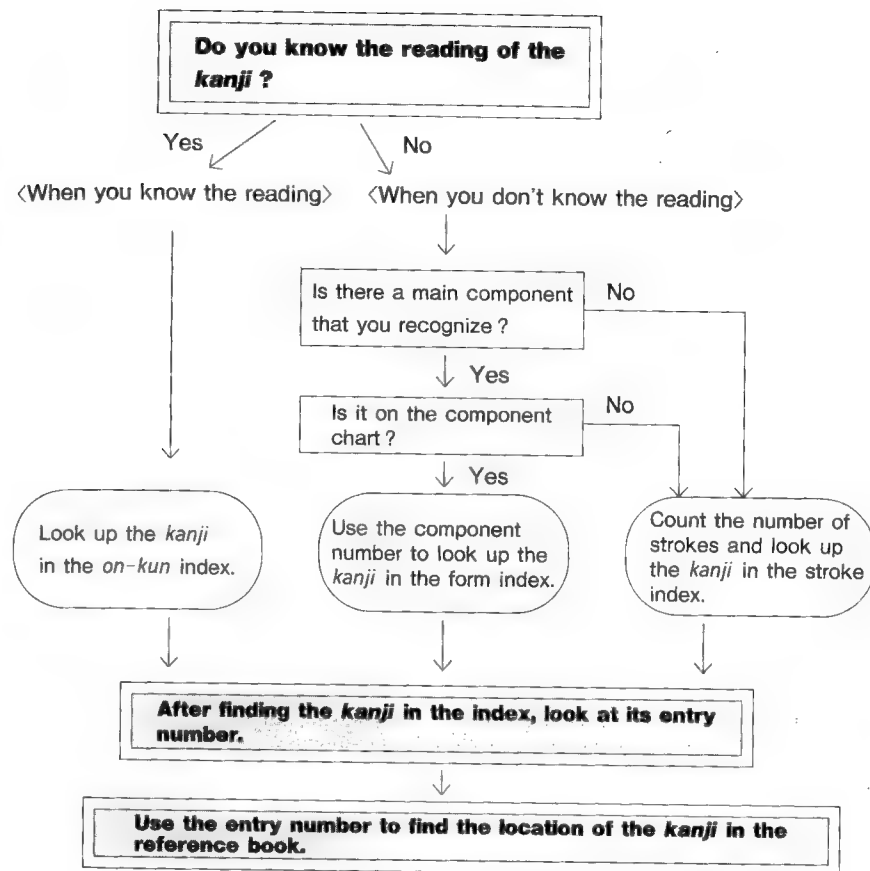 Do you know the reading of the
kanji ?
Yes
No
〈When you know the reading〉
〈When you don't know the reading〉
Is there a main component
that you recognize ?
No
Yes
Is it on the component
chart ?
No
Yes
Look up the kanji
in the on-kun index.
Use the component
number to look up the
kanji in the form index.
Count the number of
strokes and look up
the kanji in the stroke
index.
After finding the kanji in the index, look at its entry
number.
Use the entry number to find the location of the kanji in the
reference book.